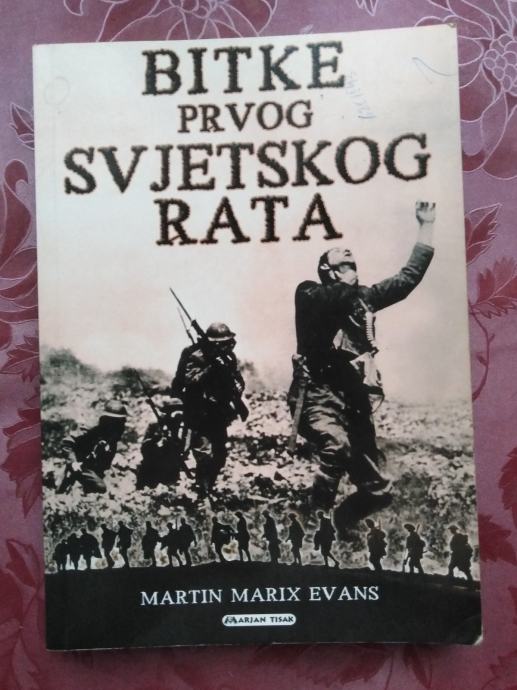 BITKE
PRVOG
SVJETSKOG
RATA
MARTIN MARIX EVANS
MARJAN TISAK